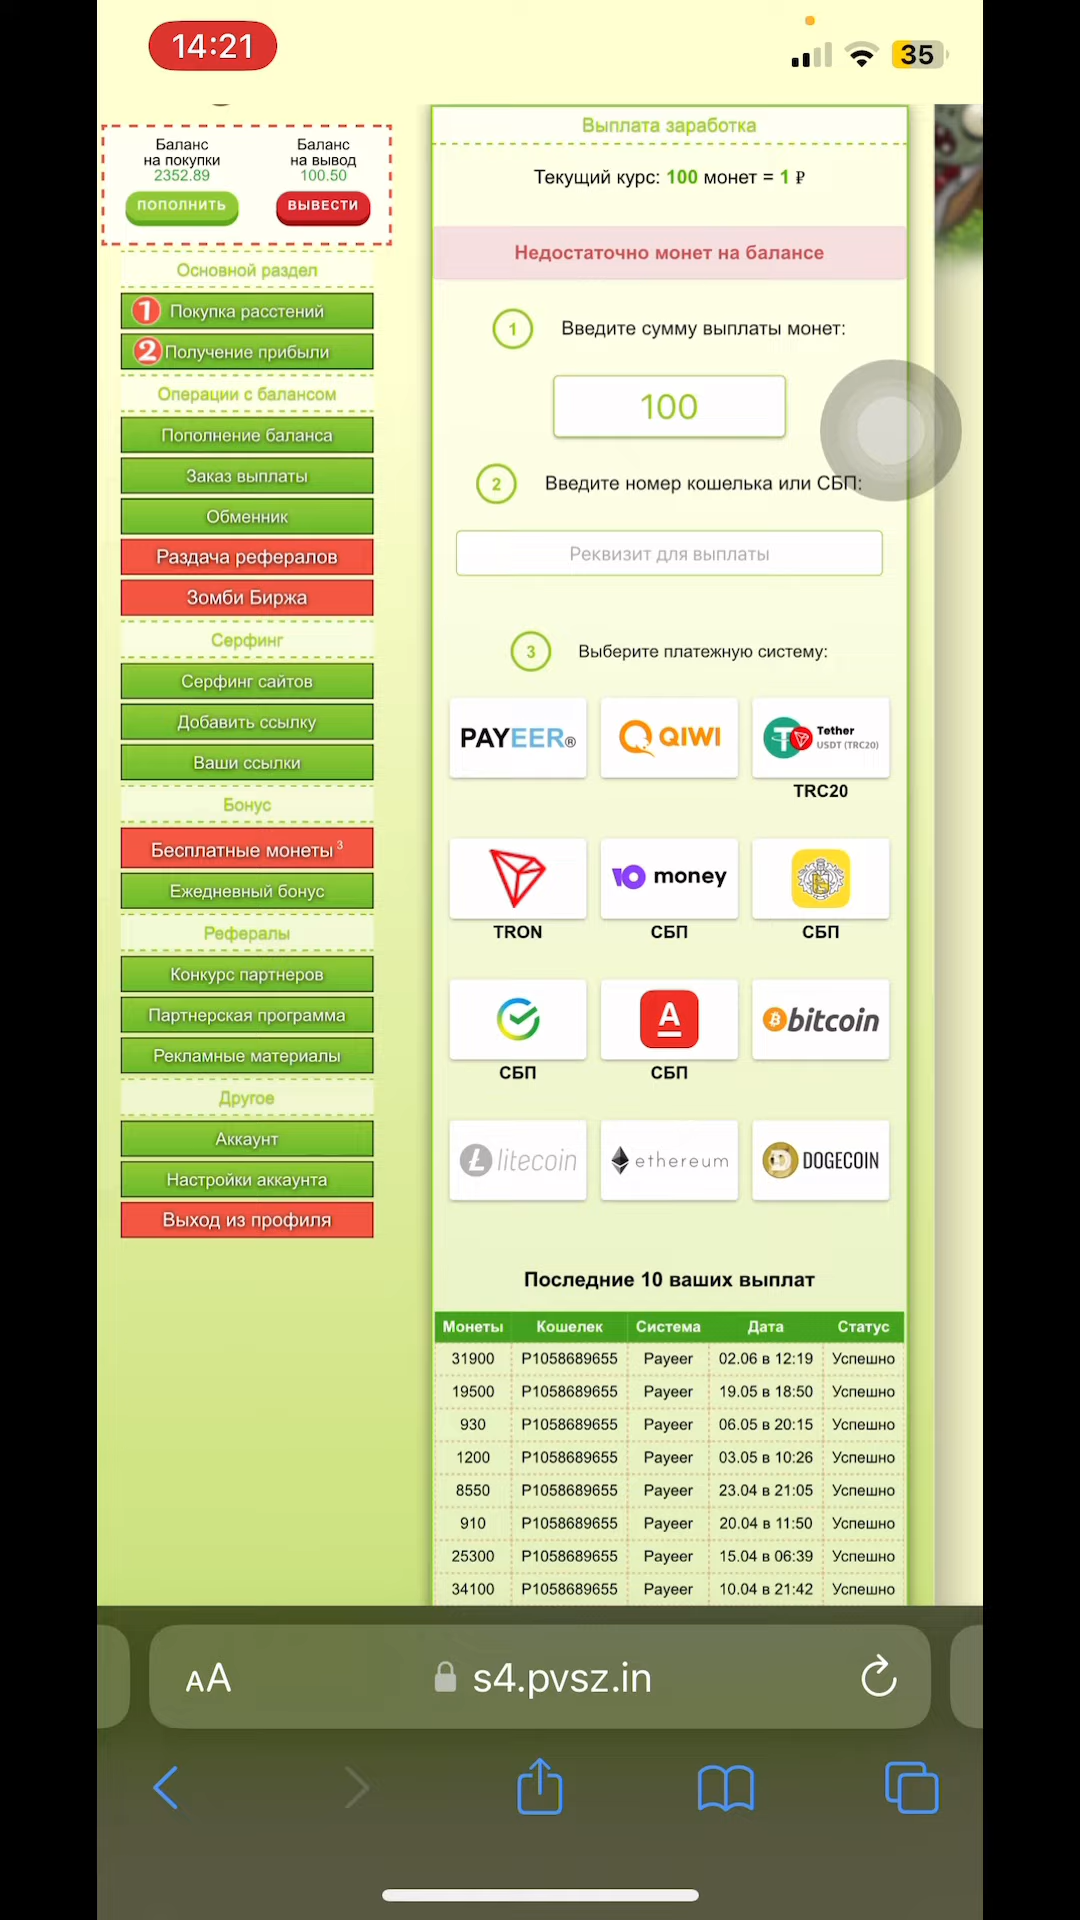 14:21
35
Баланс
на покупки
2352.89
ПОПОЛНИТЬ
Баланс
на вывод
100.50
ВЫВЕСТИ
Основной раздел
1 Покупка расстений
2 Получение прибыли
Операции с балансом
Пополнение баланса
Заказ выплаты
Обменник
Раздача рефералов
Зомби Биржа
Серфинг
Серфинг сайтов
Добавить ссылку
Ваши ссылки
Бонус
Бесплатные монеты 3
Ежедневный бонус
Рефералы
Конкурс партнеров
Партнерская программа
Рекламные материалы
Другое
Аккаунт
Настройки аккаунта
Выход из профиля
Выплата заработка
Текущий курс: 100 монет = 1 ₽
Недостаточно монет на балансе
1 Введите сумму выплаты монет:
100
2 Введите номер кошелька или СБП:
Реквизит для выплаты
3 Выберите платежную систему:
PAYEER®
QIWI
Tether
USDT (TRC20)
TRC20
TRON
Ю money
СБП
СБП
СБП
А
СБП
bitcoin
litecoin
ethereum
DOGECOIN
Последние 10 ваших выплат
Монеты Кошелек Система Дата Статус
31900 P1058689655 Payeer 02.06 в 12:19 Успешно
19500 P1058689655 Payeer 19.05 в 18:50 Успешно
930 P1058689655 Payeer 06.05 в 20:15 Успешно
1200 P1058689655 Payeer 03.05 в 10:26 Успешно
8550 P1058689655 Payeer 23.04 в 21:05 Успешно
910 P1058689655 Payeer 20.04 в 11:50 Успешно
25300 P1058689655 Payeer 15.04 в 06:39 Успешно
34100 P1058689655 Payeer 10.04 в 21:42 Успешно
AA s4.pvsz.in